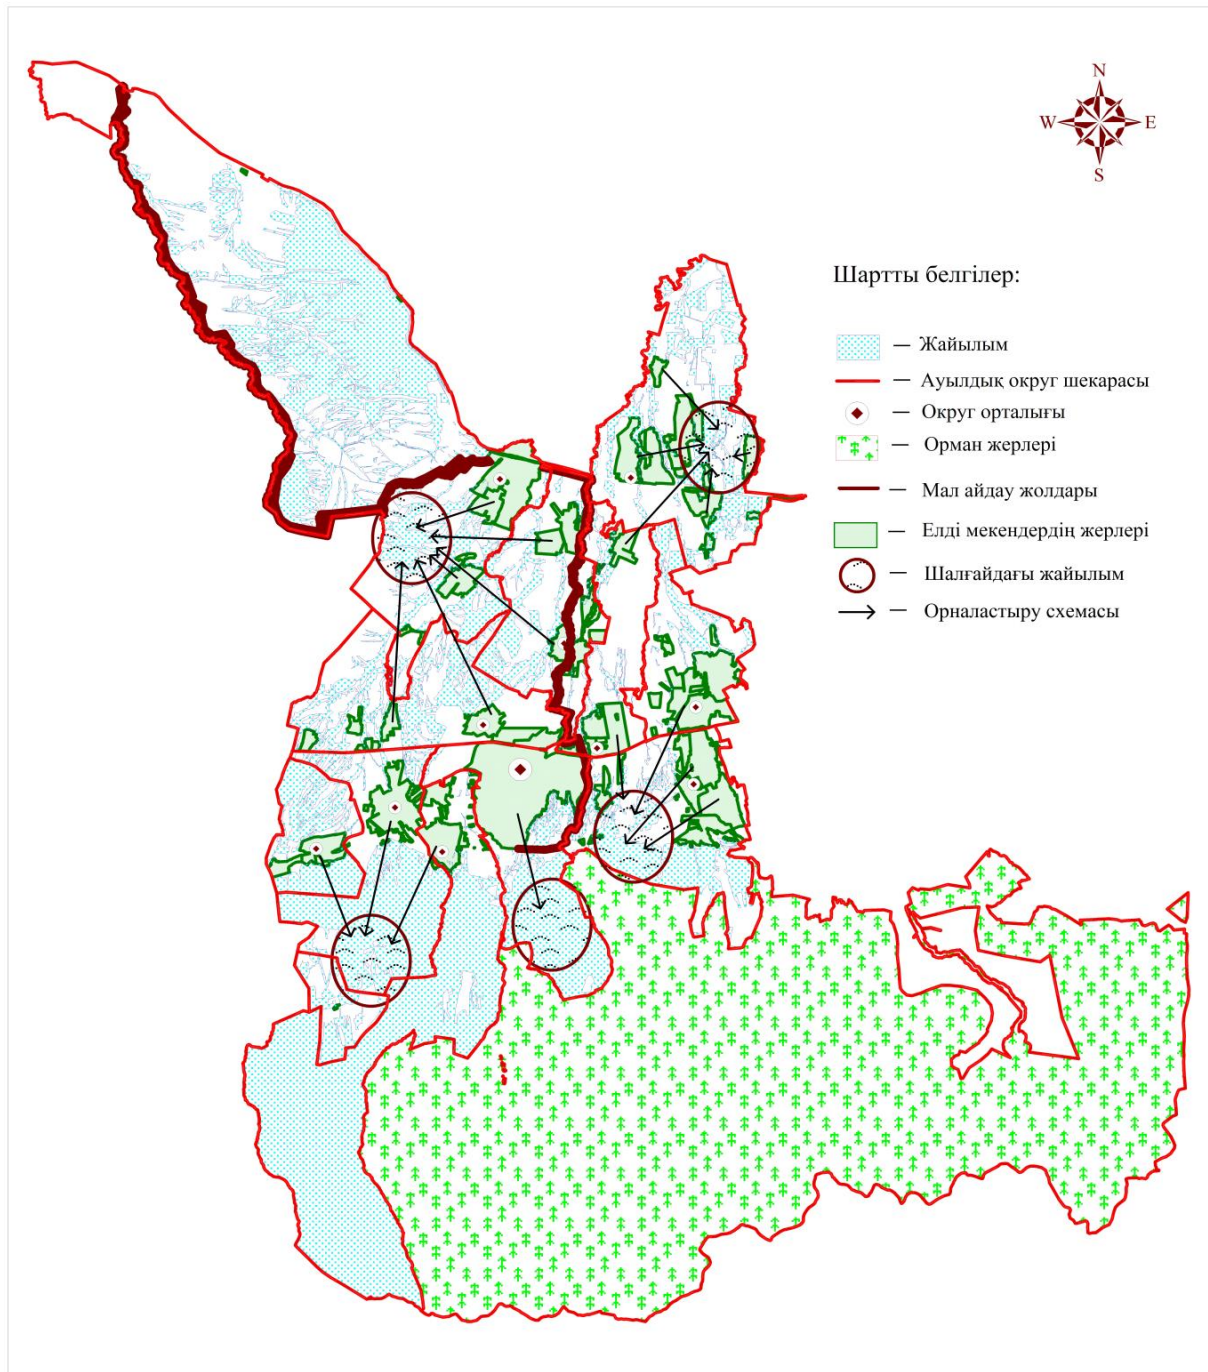 N
W E
S
Шартты белгілер:
— Жайылым
— Ауылдық округ шекарасы
— Округ орталығы
— Орман жерлері
— Мал айдау жолдары
— Елді мекендердің жерлері
— Шалғайдағы жайылым
— Орналастыру схемасы